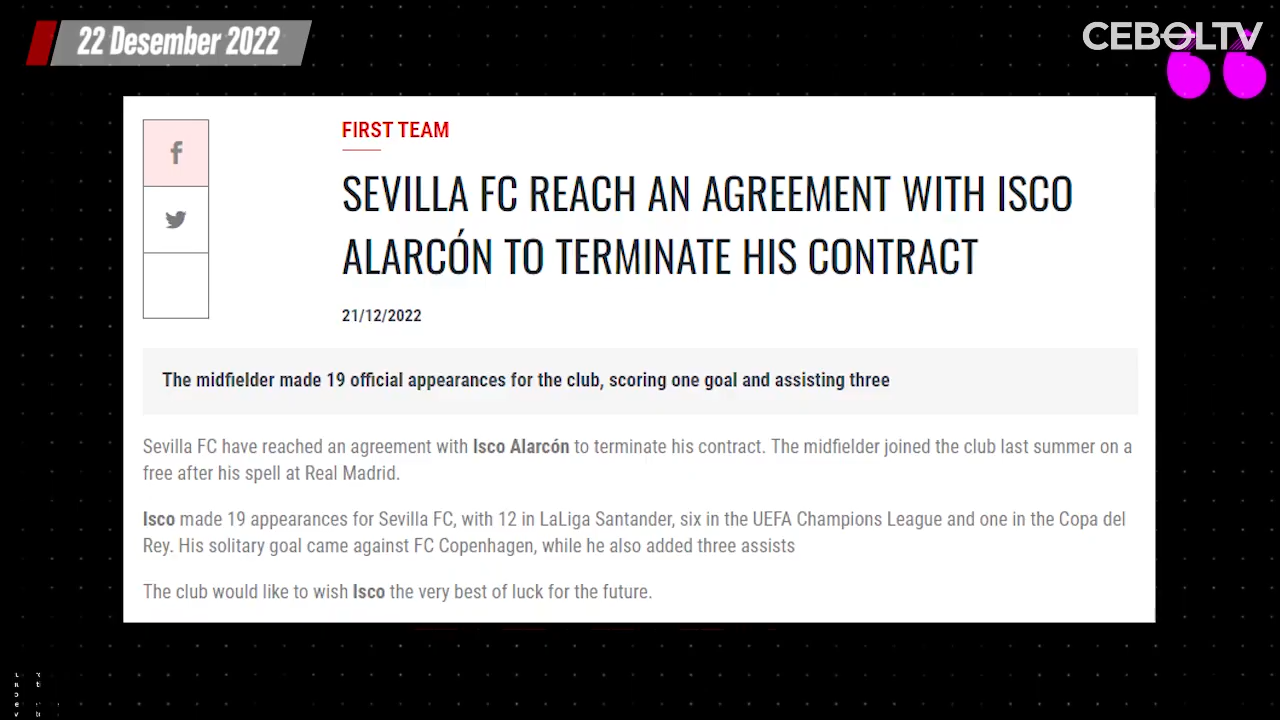 22 Desember 2022
CEBOLTV
FIRST TEAM
SEVILLA FC REACH AN AGREEMENT WITH ISCO
ALARCÓN TO TERMINATE HIS CONTRACT
21/12/2022
The midfielder made 19 official appearances for the club, scoring one goal and assisting three
Sevilla FC have reached an agreement with Isco Alarcón to terminate his contract. The midfielder joined the club last summer on a
free after his spell at Real Madrid.
Isco made 19 appearances for Sevilla FC, with 12 in LaLiga Santander, six in the UEFA Champions League and one in the Copa del
Rey. His solitary goal came against FC Copenhagen, while he also added three assists
The club would like to wish Isco the very best of luck for the future.